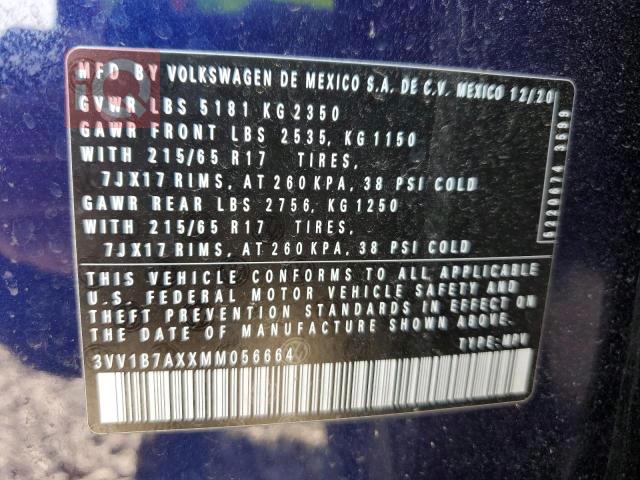 MFD BY VOLKSWAGEN DE MEXICO S.A. DE C.V. MEXICO 12/20
GVWR LBS 5181 KG 2350
GAWR FRONT LBS 2535, KG 1150
WITH 215/65 R17 TIRES,
7JX17 RIMS, AT 260 KPA, 38 PSI COLD
GAWR REAR LBS 2756, KG 1250
WITH 215/65 R17 TIRES,
7JX17 RIMS, AT 260 KPA, 38 PSI COLD
THIS VEHICLE CONFORMS TO ALL APPLICABLE
U.S. FEDERAL MOTOR VEHICLE SAFETY AND
THEFT PREVENTION STANDARDS IN EFFECT ON
THE DATE OF MANUFACTURE SHOWN ABOVE.
3VV1B7AXXMM056664 TYPE: MPV